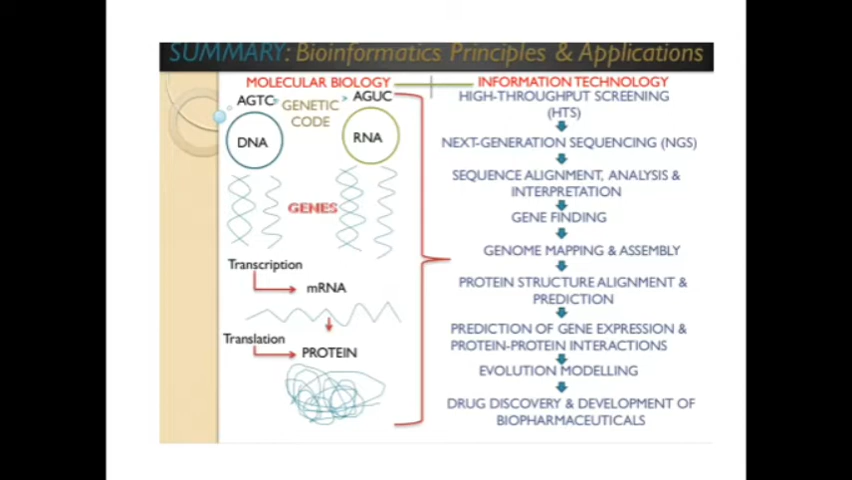 SUMMARY: Bioinformatics Principles & Applications
MOLECULAR BIOLOGY
AGTC
GENETIC
CODE
AGUC
DNA
RNA
GENES
Transcription
mRNA
Translation
PROTEIN
INFORMATION TECHNOLOGY
HIGH-THROUGHPUT SCREENING
(HTS)
NEXT-GENERATION SEQUENCING (NGS)
SEQUENCE ALIGNMENT, ANALYSIS &
INTERPRETATION
GENE FINDING
GENOME MAPPING & ASSEMBLY
PROTEIN STRUCTURE ALIGNMENT &
PREDICTION
PREDICTION OF GENE EXPRESSION &
PROTEIN-PROTEIN INTERACTIONS
EVOLUTION MODELLING
DRUG DISCOVERY & DEVELOPMENT OF
BIOPHARMACEUTICALS